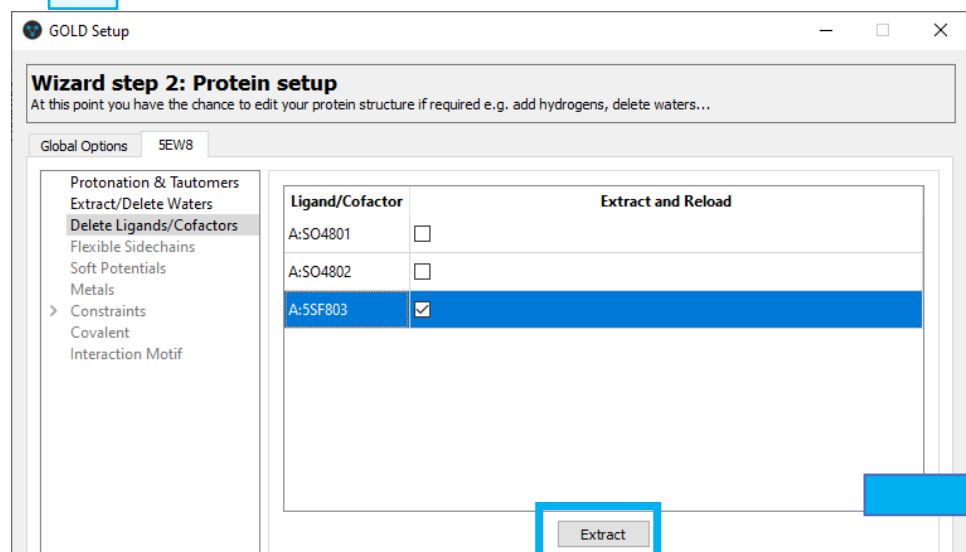 GOLD Setup
Wizard step 2: Protein setup
At this point you have the chance to edit your protein structure if required e.g. add hydrogens, delete waters...
Global Options 5EW8
Protonation & Tautomers
Extract/Delete Waters
Delete Ligands/Cofactors
Flexible Sidechains
Soft Potentials
Metals
Constraints
Covalent
Interaction Motif
Ligand/Cofactor Extract and Reload
A:SO4801
A:SO4802
A:5SF803
Extract